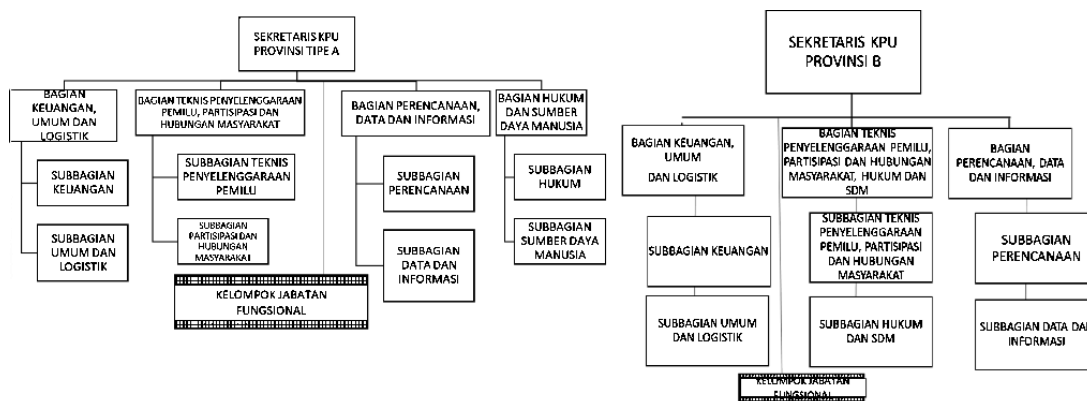 SEKRETARIS KPU
PROVINSI TIPE A
BAGIAN
KEUANGAN,
UMUM DAN
LOGISTIK
BAGIAN TEKNIS PENYELENGGARAAN
PEMILU, PARTISIPASI DAN
HUBUNGAN MASYARAKAT
BAGIAN PERENCANAAN,
DATA DAN INFORMASI
BAGIAN HUKUM
DAN SUMBER
DAYA MANUSIA
SUBBAGIAN
KEUANGAN
SUBBAGIAN TEKNIS
PENYELENGGARAAN
PEMILU
SUBBAGIAN
PERENCANAAN
SUBBAGIAN
HUKUM
SUBBAGIAN
UMUM DAN
LOGISTIK
SUBBAGIAN
PARTISIPASI DAN
HUBUNGAN
MASYARAKAT
SUBBAGIAN
DATA DAN
INFORMASI
SUBBAGIAN
SUMBER DAYA
MANUSIA
KELOMPOK JABATAN
FUNGSIONAL
SEKRETARIS KPU
PROVINSI B
BAGIAN KEUANGAN,
UMUM
DAN LOGISTIK
BAGIAN TEKNIS
PENYELENGGARAAN PEMILU,
PARTISIPASI DAN HUBUNGAN
MASYARAKAT, HUKUM DAN
SDM
BAGIAN
PERENCANAAN, DATA
DAN INFORMASI
SUBBAGIAN KEUANGAN
SUBBAGIAN TEKNIS
PENYELENGGARAAN
PEMILU, PARTISIPASI
DAN HUBUNGAN
MASYARAKAT
SUBBAGIAN
PERENCANAAN
SUBBAGIAN UMUM
DAN LOGISTIK
SUBBAGIAN HUKUM
DAN SDM
SUBBAGIAN DATA DAN
INFORMASI
KELOMPOK JABATAN
FUNGSIONAL